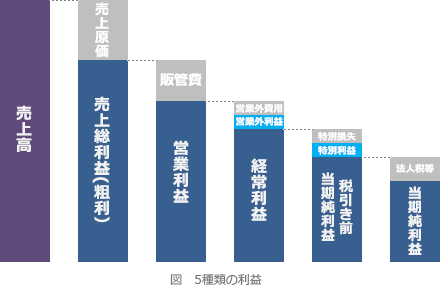 売上高
売上原価
売上総利益(粗利)
販管費
営業利益
営業外費用
営業外利益
経常利益
特別損失
特別利益
税引き前
当期純利益
法人税等
当期純利益
図　5種類の利益